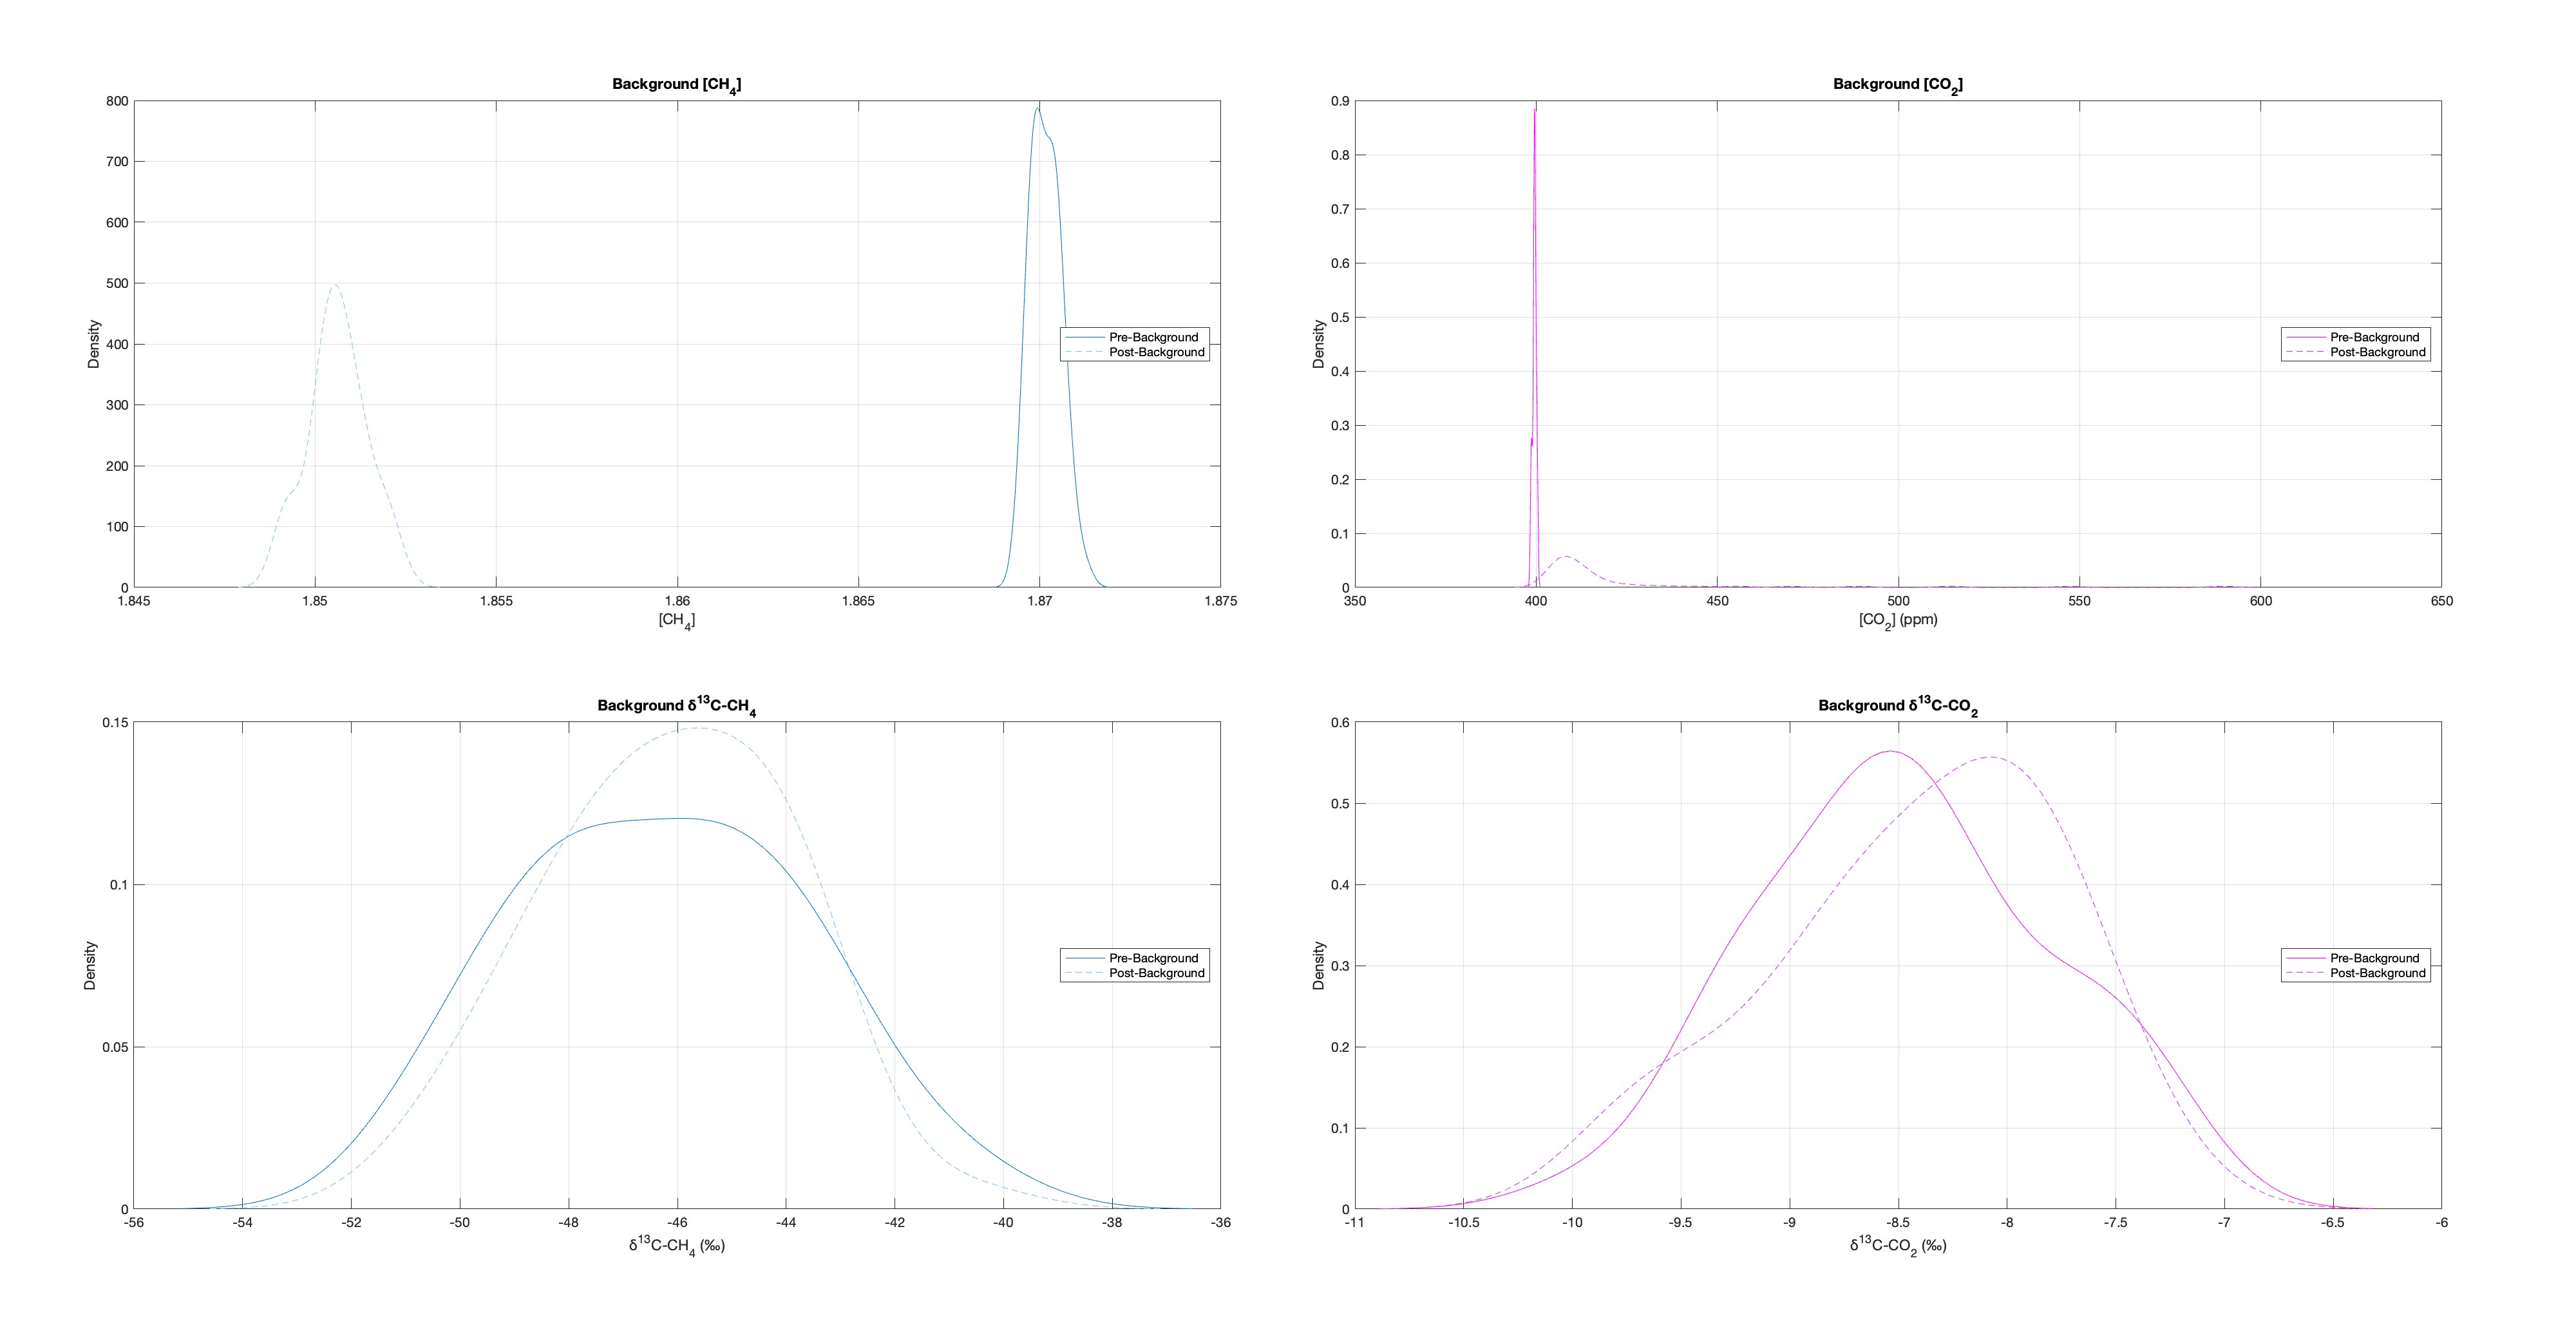 Background [CH4]
800
700
600
500
400
300
200
100
0
Density
1.845 1.85 1.855 1.86 1.865 1.87 1.875
[CH4]
Pre-Background
Post-Background
Background [CO2]
0.9
0.8
0.7
0.6
0.5
0.4
0.3
0.2
0.1
0
Density
350 400 450 500 550 600 650
[CO2] (ppm)
Pre-Background
Post-Background
Background δ13C-CH4
0.15
0.1
0.05
0
Density
-56 -54 -52 -50 -48 -46 -44 -42 -40 -38 -36
δ13C-CH4 (‰)
Pre-Background
Post-Background
Background δ13C-CO2
0.6
0.5
0.4
0.3
0.2
0.1
0
Density
-11 -10.5 -10 -9.5 -9 -8.5 -8 -7.5 -7 -6.5 -6
δ13C-CO2 (‰)
Pre-Background
Post-Background